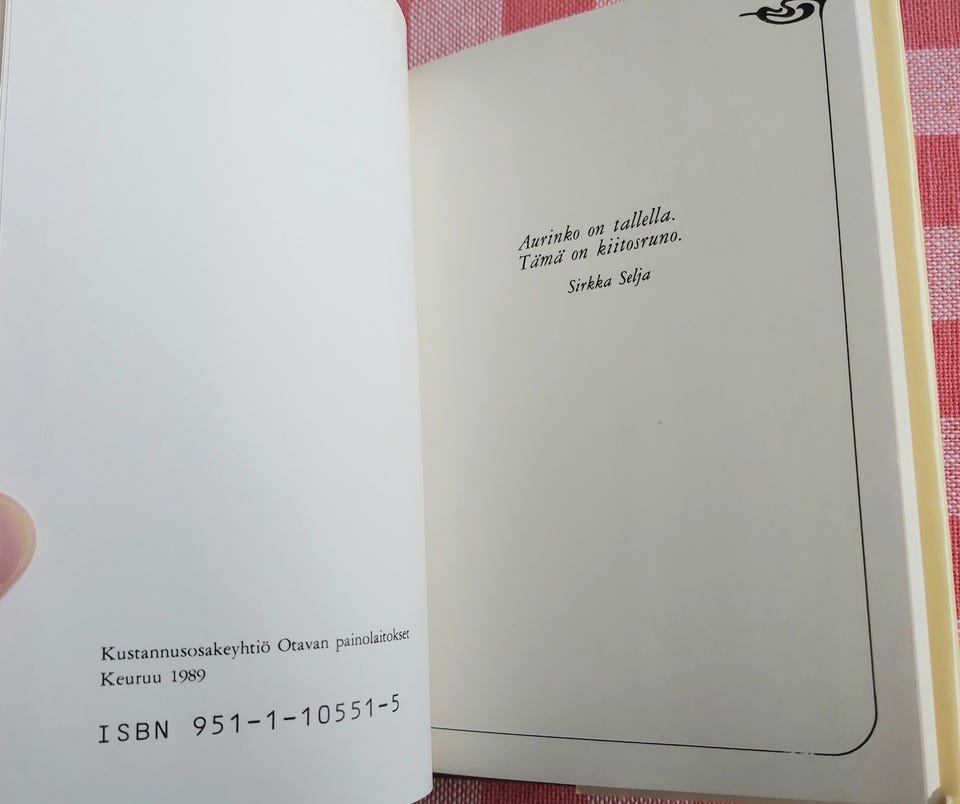 Kustannusosakeyhtiö Otavan painolaitokset
Keuruu 1989
ISBN 951-1-10551-5
Aurinko on tallella.
Tämä on kiitosruno.
Sirkka Selja